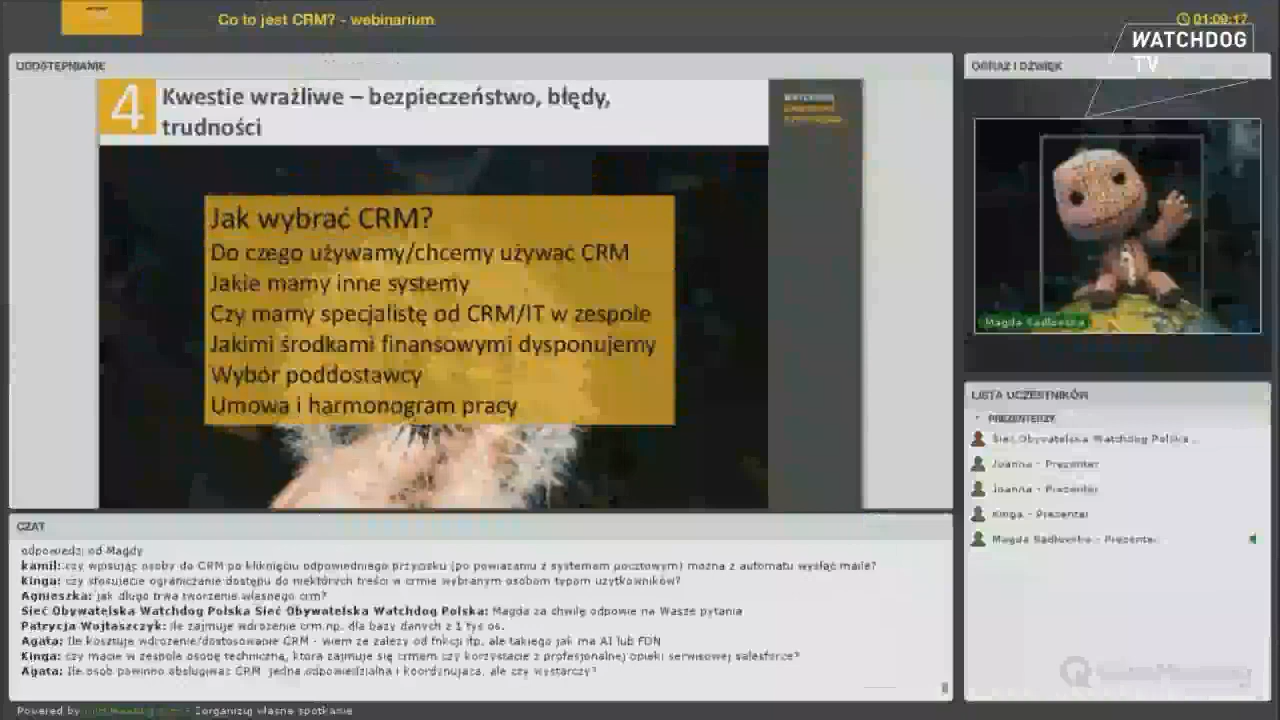 Co to jest CRM? - webinarium
01:09:17
WATCHDOG
TV
UDOSTĘPNIANIE
OBRAZ I DŹWIĘK
4 Kwestie wrażliwe – bezpieczeństwo, błędy,
trudności
Jak wybrać CRM?
Do czego używamy/chcemy używać CRM
Jakie mamy inne systemy
Czy mamy specjalistę od CRM/IT w zespole
Jakimi środkami finansowymi dysponujemy
Wybór poddostawcy
Umowa i harmonogram pracy
Magda Sadłowska
LISTA UCZESTNIKÓW
PREZENTERZY
Sieć Obywatelska Watchdog Polska
Joanna - Prezenter
Joanna - Prezenter
Kinga - Prezenter
Magda Sadłowska - Prezenter
CZAT
odpowiedzi od Magdy
kamil: czy wpisując osoby do CRM po kliknięciu odpowiedniego przycisku (po powiązaniu z systemem pocztowym) można z automatu wysłać maile?
Kinga: czy stosujecie ograniczanie dostępu do niektórych treści w crmie wybranym osobom typom użytkowników?
Agnieszka: jak długo trwa tworzenie własnego crm?
Sieć Obywatelska Watchdog Polska Sieć Obywatelska Watchdog Polska: Magda za chwilę odpowie na Wasze pytania
Patrycja Wojtaszczyk: ile zajmuje wdrożenie crm np. dla bazy danych z 1 tyś os.
Agata: Ile kosztuje wdrożenie/dostosowanie CRM - wiem że zależy od fnkcji itp. ale takiego jak ma AI lub FDN
Kinga: czy macie w zespole osobę techniczną, która zajmuje się crmem czy korzystacie z profesjonalnej opieki serwisowej salesforce?
Agata: Ile osób powinno obsługiwać CRM jedna odpowiedzialna i koordynująca, ale czy wystarczy?
Powered by - Zorganizuj własne spotkanie